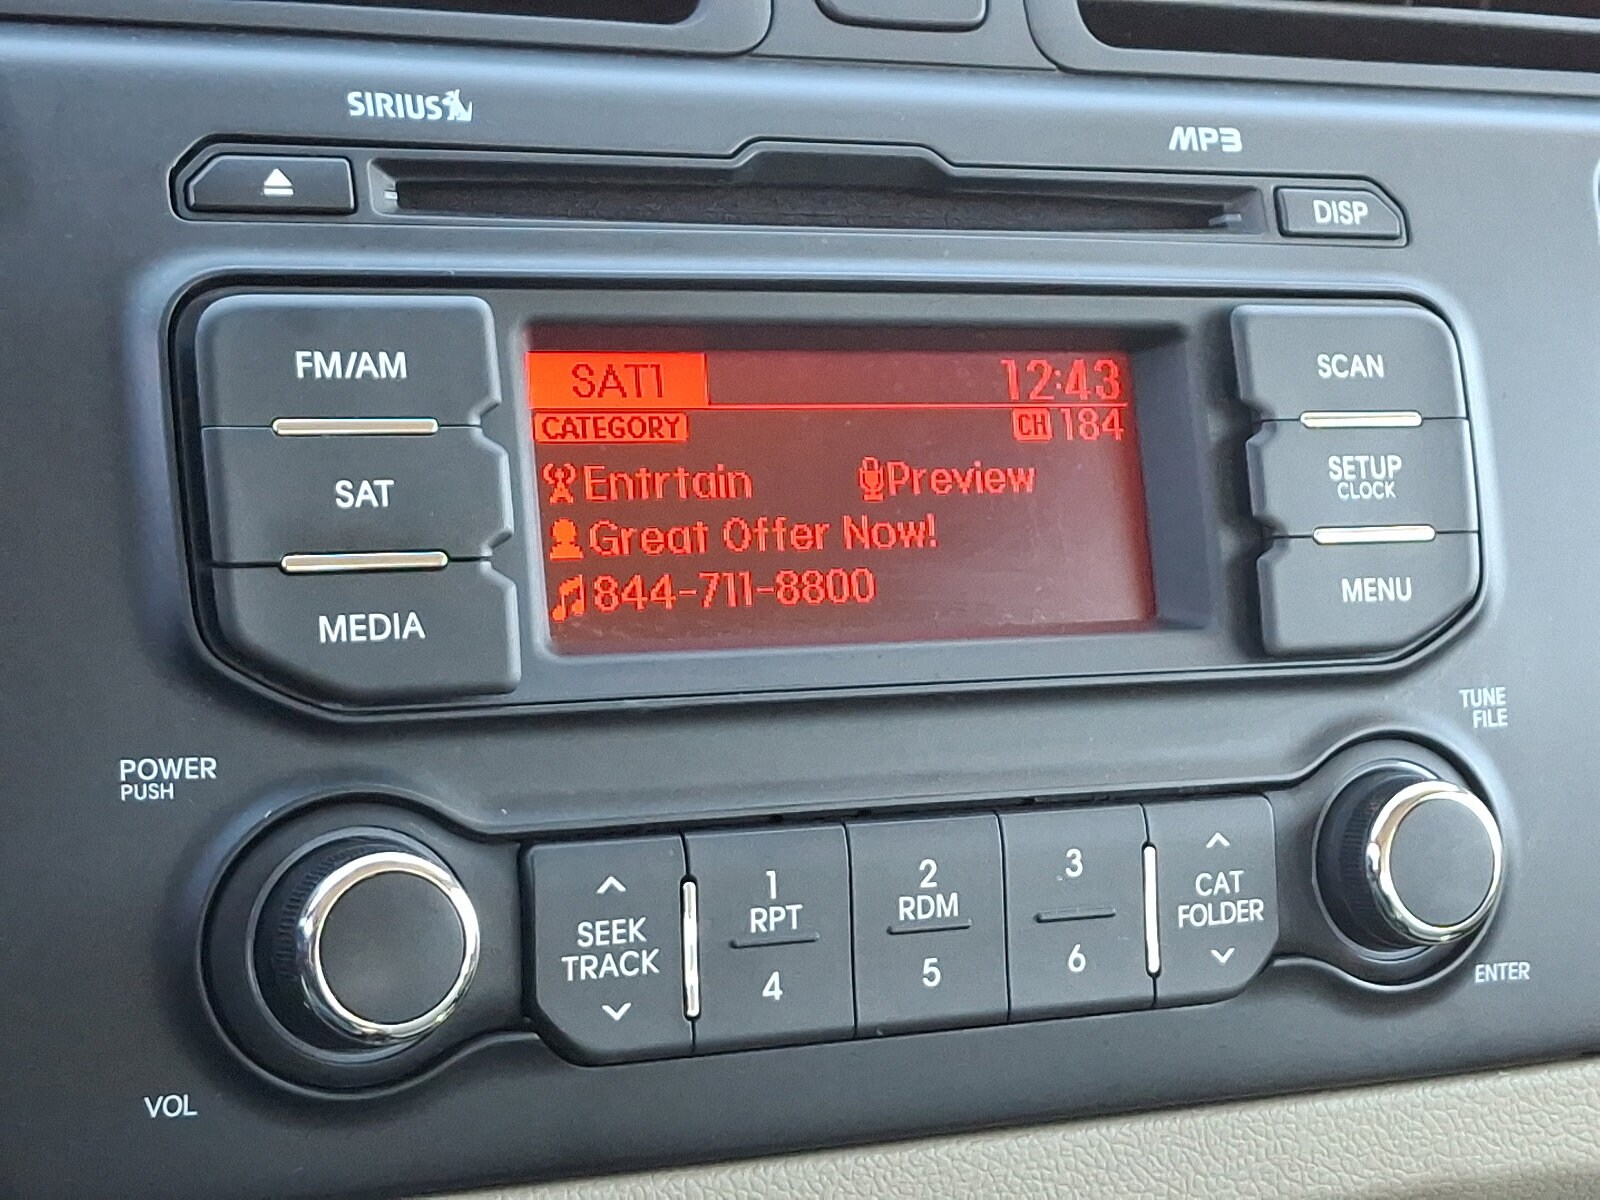 SIRIUS
MP3
DISP
FM/AM
SAT
MEDIA
SAT1 12:43
CATEGORY CH 184
Entrtain Preview
Great Offer Now!
844-711-8800
SCAN
SETUP
CLOCK
MENU
TUNE
FILE
POWER
PUSH
VOL
SEEK
TRACK
1
RPT
4
2
RDM
5
3
6
CAT
FOLDER
ENTER